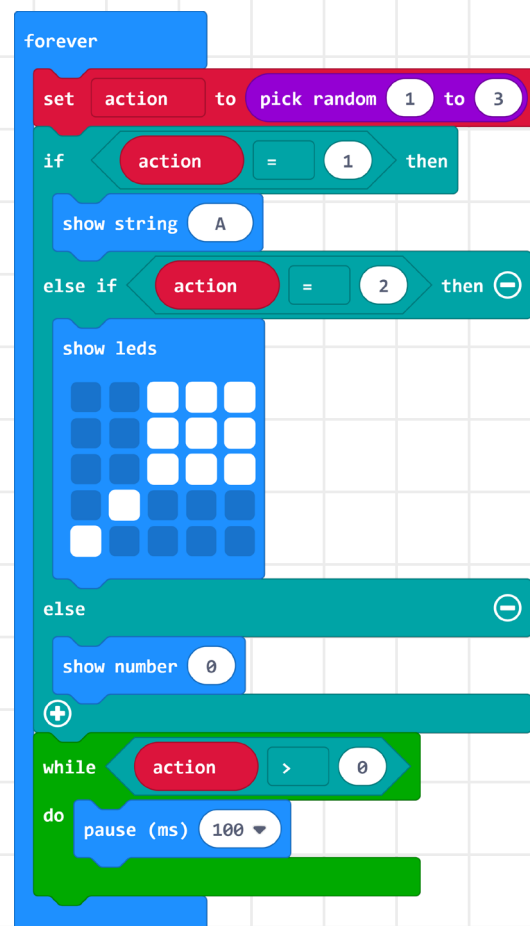 forever
set action to pick random 1 to 3
if action = 1 then
show string A
else if action = 2 then
show leds
else
show number 0
while action > 0
do
pause (ms) 100